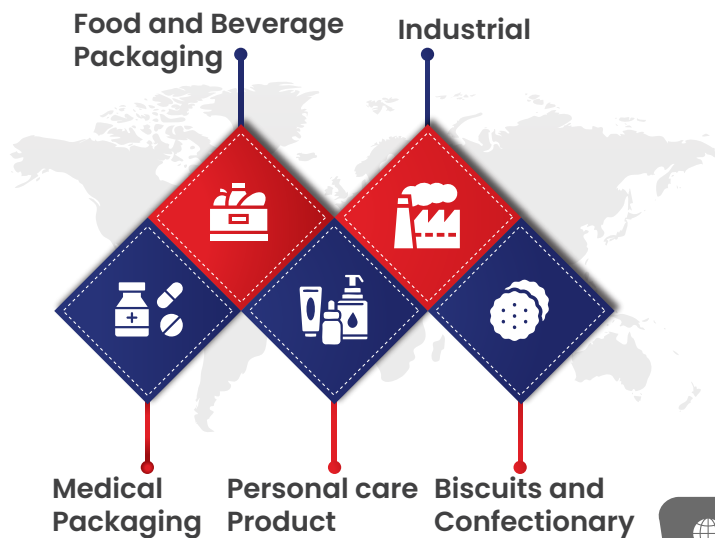 Food and Beverage
Packaging
Industrial
Medical
Packaging
Personal care
Product
Biscuits and
Confectionary